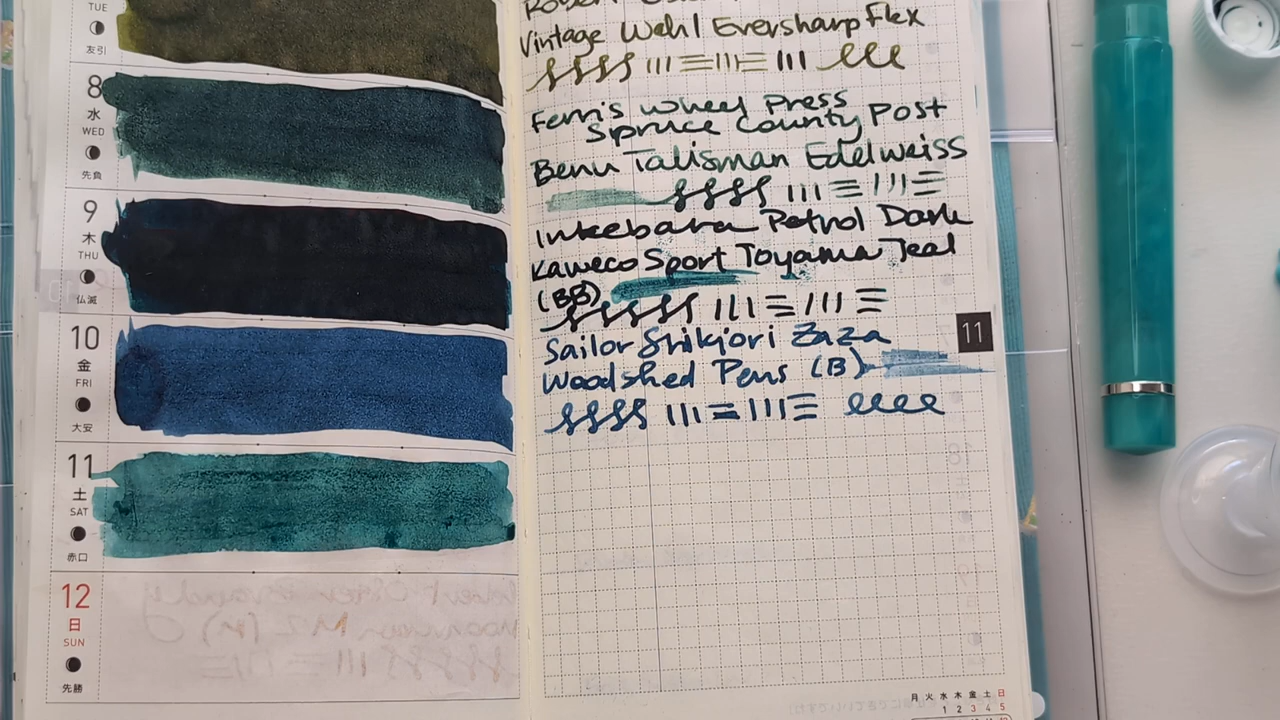 TUE
友引
8
水
WED
先負
9
木
THU
仏滅
10
金
FRI
大安
11
土
SAT
赤口
12
日
SUN
先勝
Robert
Vintage Wahl Eversharp Flex
Ferris Wheel Press
Spruce County Post
Benu Talisman Edelweiss
Inkebara Petrol Dark
Kaweco Sport Toyama Teal
(BB)
11
Sailor Shikiori Zaza
Woodshed Pens (B)
月 火 水 木 金 土 日
1 2 3 4 5